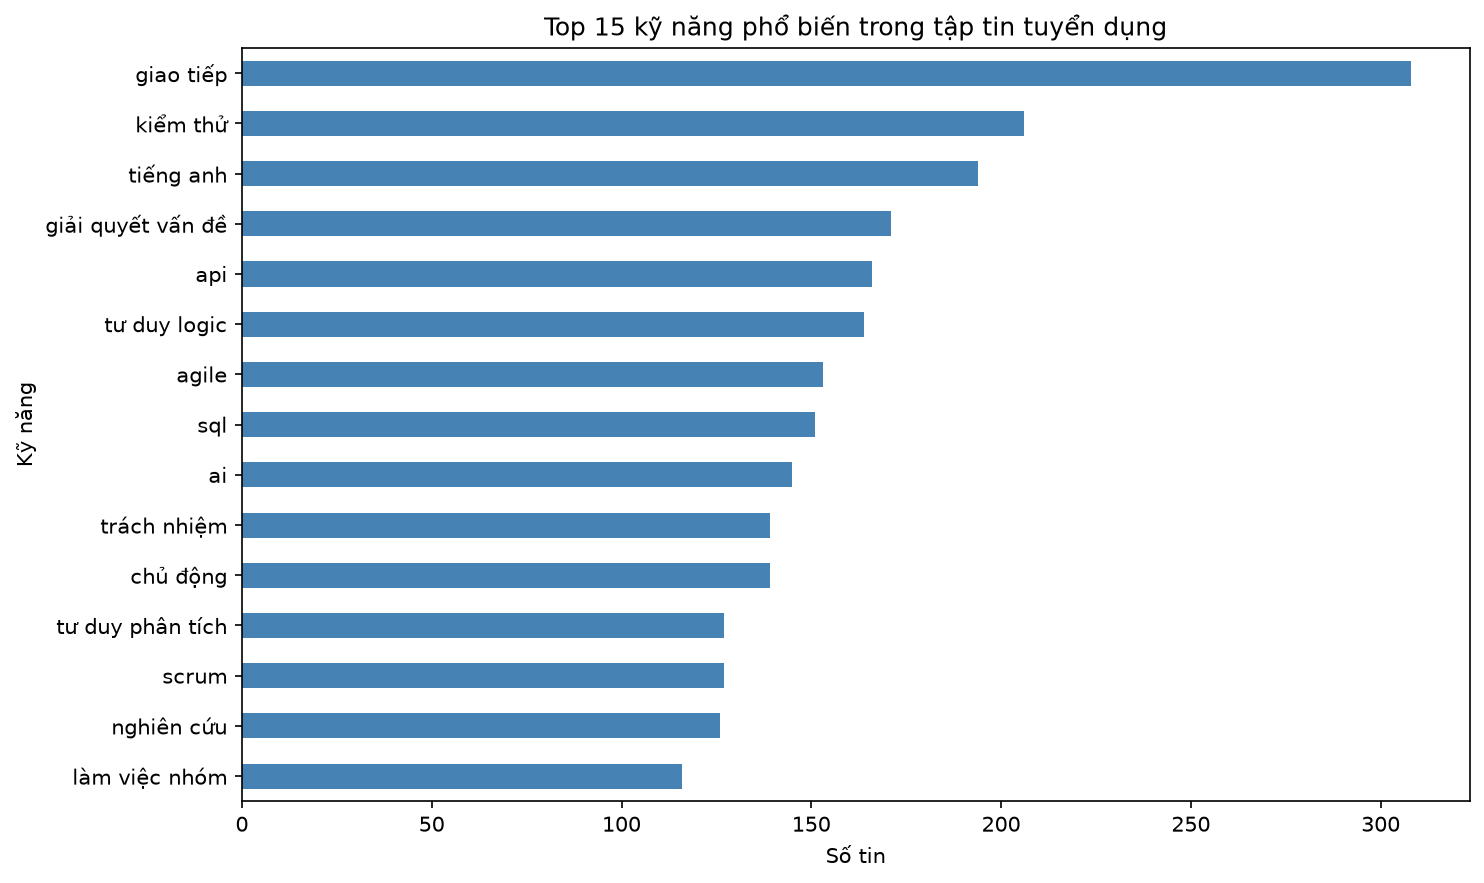 Top 15 kỹ năng phổ biến trong tập tin tuyển dụng
Kỹ năng
giao tiếp
kiểm thử
tiếng anh
giải quyết vấn đề
api
tư duy logic
agile
sql
ai
trách nhiệm
chủ động
tư duy phân tích
scrum
nghiên cứu
làm việc nhóm
0 50 100 150 200 250 300
Số tin